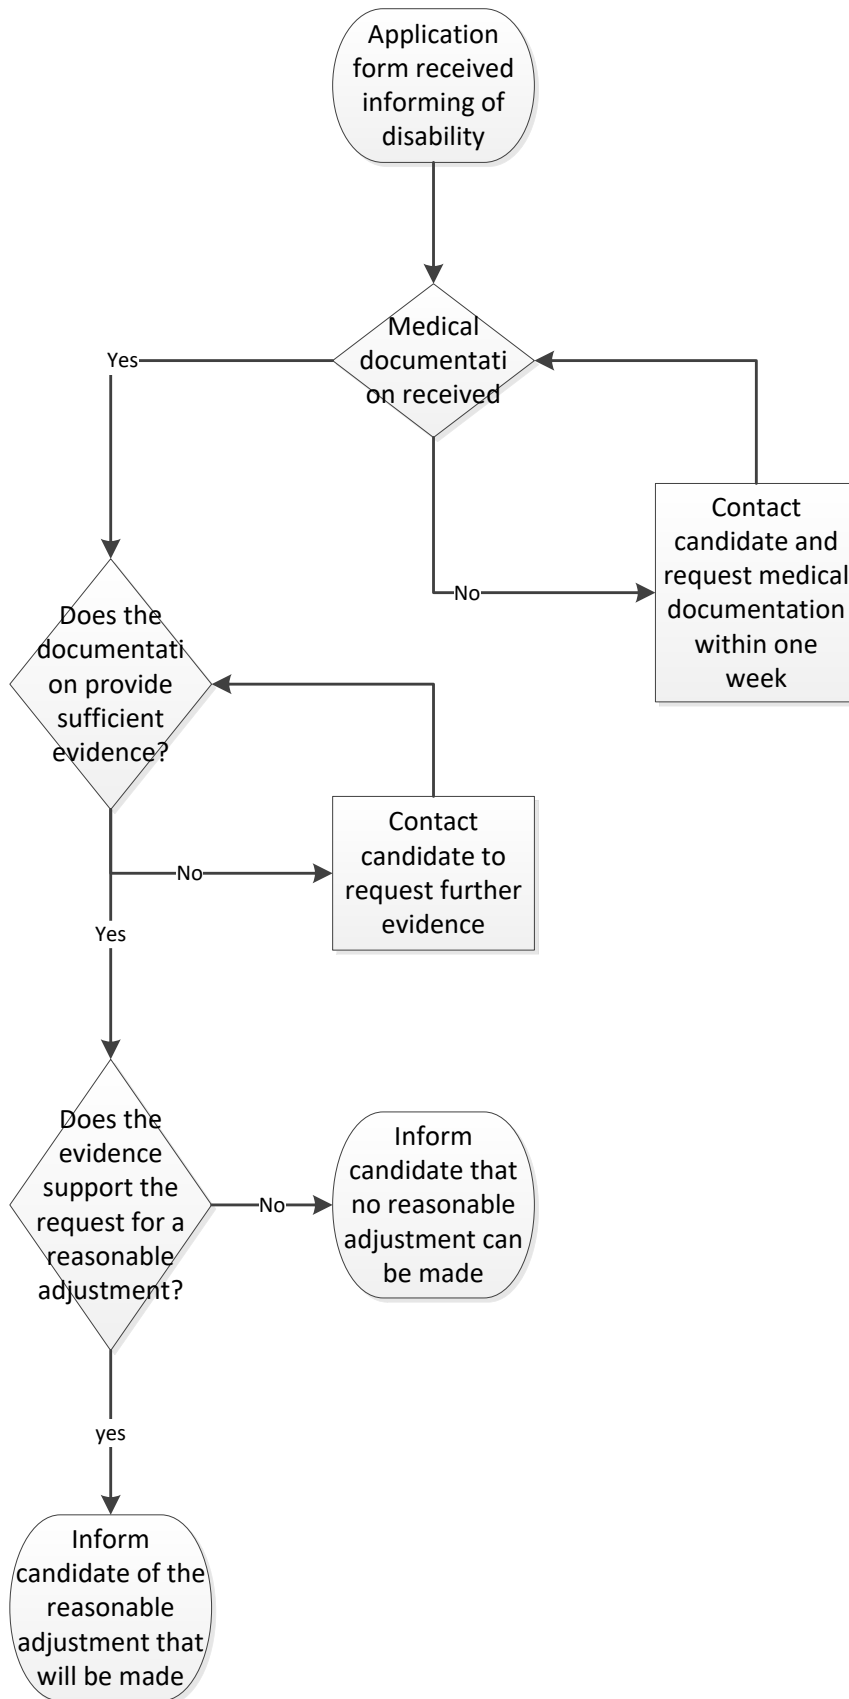 Application
form received
informing of
disability
Medical
documentati
on received
Yes
No
Contact
candidate and
request medical
documentation
within one
week
Does the
documentati
on provide
sufficient
evidence?
No
Contact
candidate to
request further
evidence
Yes
Does the
evidence
support the
request for a
reasonable
adjustment?
No
Inform
candidate that
no reasonable
adjustment can
be made
yes
Inform
candidate of the
reasonable
adjustment that
will be made